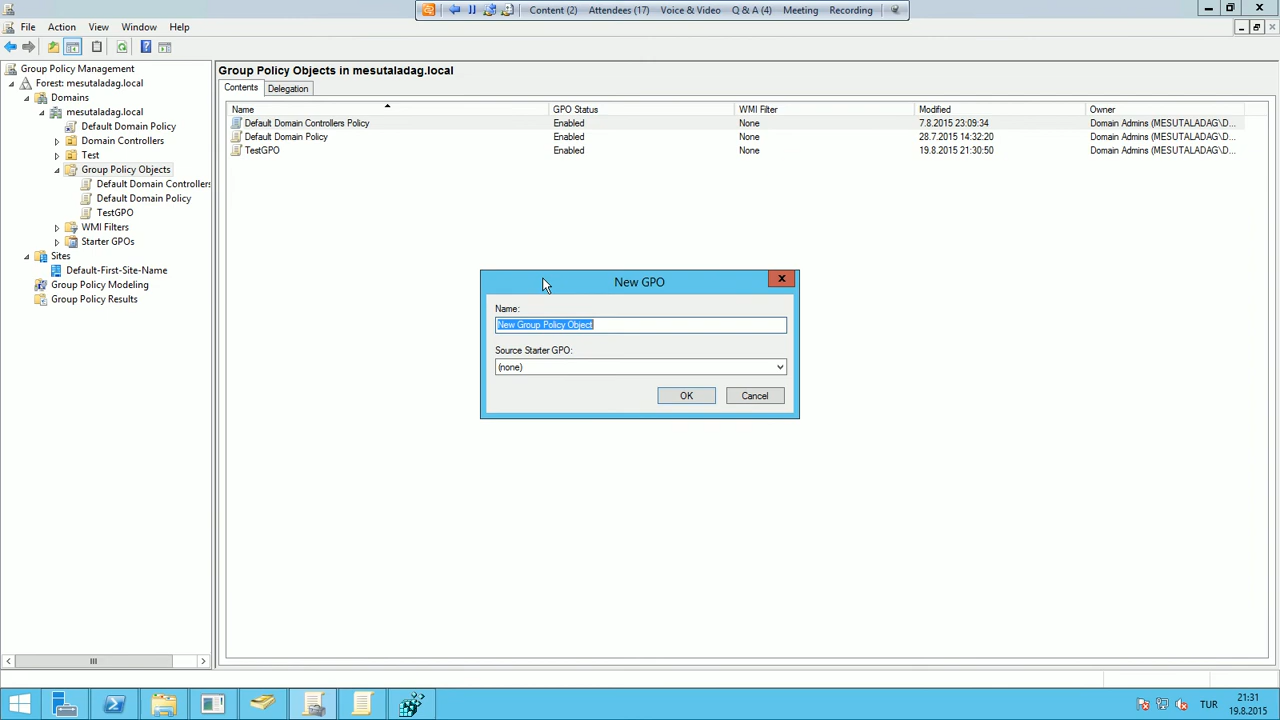 Content (2) Attendees (17) Voice & Video Q & A (4) Meeting Recording
File Action View Window Help
Group Policy Management
Forest: mesutaladag.local
Domains
mesutaladag.local
Default Domain Policy
Domain Controllers
Test
Group Policy Objects
Default Domain Controllers
Default Domain Policy
TestGPO
WMI Filters
Starter GPOs
Sites
Default-First-Site-Name
Group Policy Modeling
Group Policy Results
Group Policy Objects in mesutaladag.local
Contents Delegation
Name GPO Status WMI Filter Modified Owner
Default Domain Controllers Policy Enabled None 7.8.2015 23:09:34 Domain Admins (MESUTALADAG\D...
Default Domain Policy Enabled None 28.7.2015 14:32:20 Domain Admins (MESUTALADAG\D...
TestGPO Enabled None 19.8.2015 21:30:50 Domain Admins (MESUTALADAG\D...
New GPO
Name:
New Group Policy Object
Source Starter GPO:
(none)
OK Cancel
TUR 21:31
19.8.2015